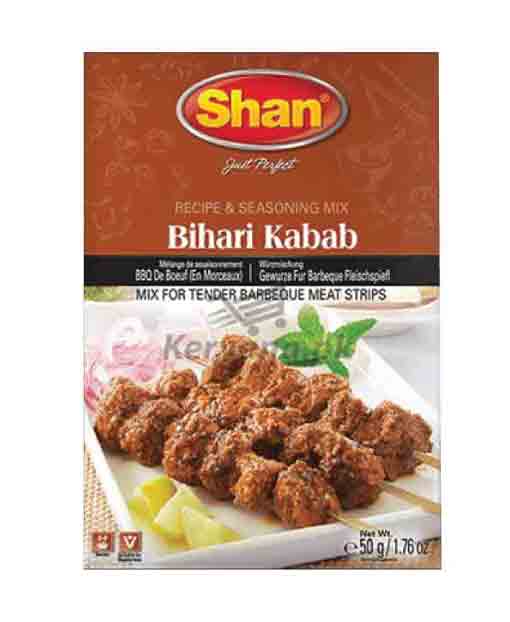 Shan®
Just Perfect
RECIPE & SEASONING MIX
Bihari Kabab
Mélange de assaisonnement
BBQ De Boeuf (En Morceaux)
Würzmischung
Gewürze Fur Barbeque Fleischspieß
MIX FOR TENDER BARBEQUE MEAT STRIPS
Net Wt.
℮50 g/1.76 oz